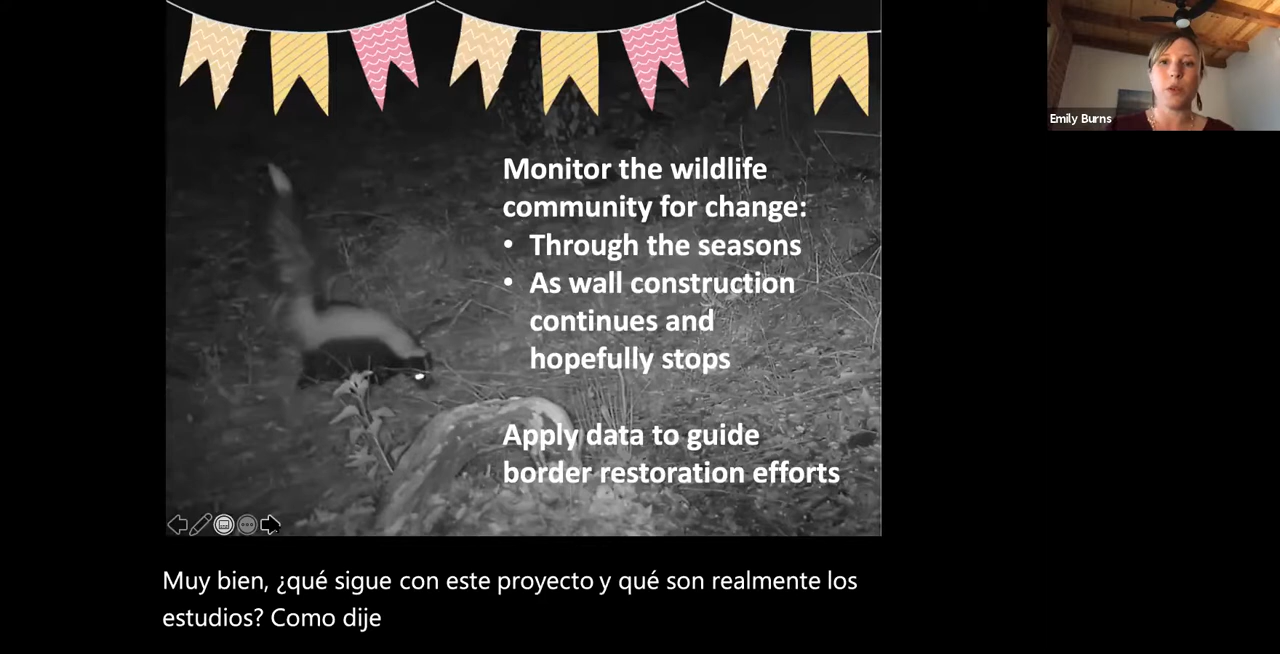 Emily Burns
Monitor the wildlife
community for change:
• Through the seasons
• As wall construction
continues and
hopefully stops
Apply data to guide
border restoration efforts
Muy bien, ¿qué sigue con este proyecto y qué son realmente los
estudios? Como dije